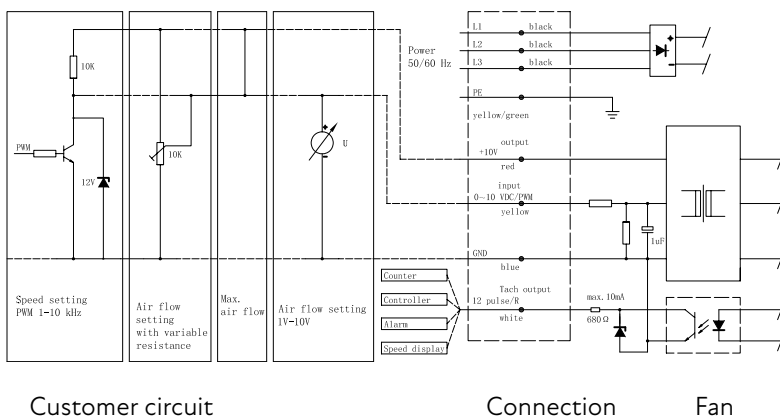 10K
PWM
12V
Speed setting
PWM 1-10 kHz
10K
Air flow
setting
with variable
resistance
Max.
air flow
+
U
-
Air flow setting
1V-10V
Power
50/60 Hz
L1 black
L2 black
L3 black
PE
yellow/green
output
+10V
red
input
0~10 VDC/PWM
yellow
GND
blue
Tach output
12 pulse/R
white
Counter
Controller
Alarm
Speed display
+
-
1uF
max.10mA
680Ω
Customer circuit
Connection
Fan